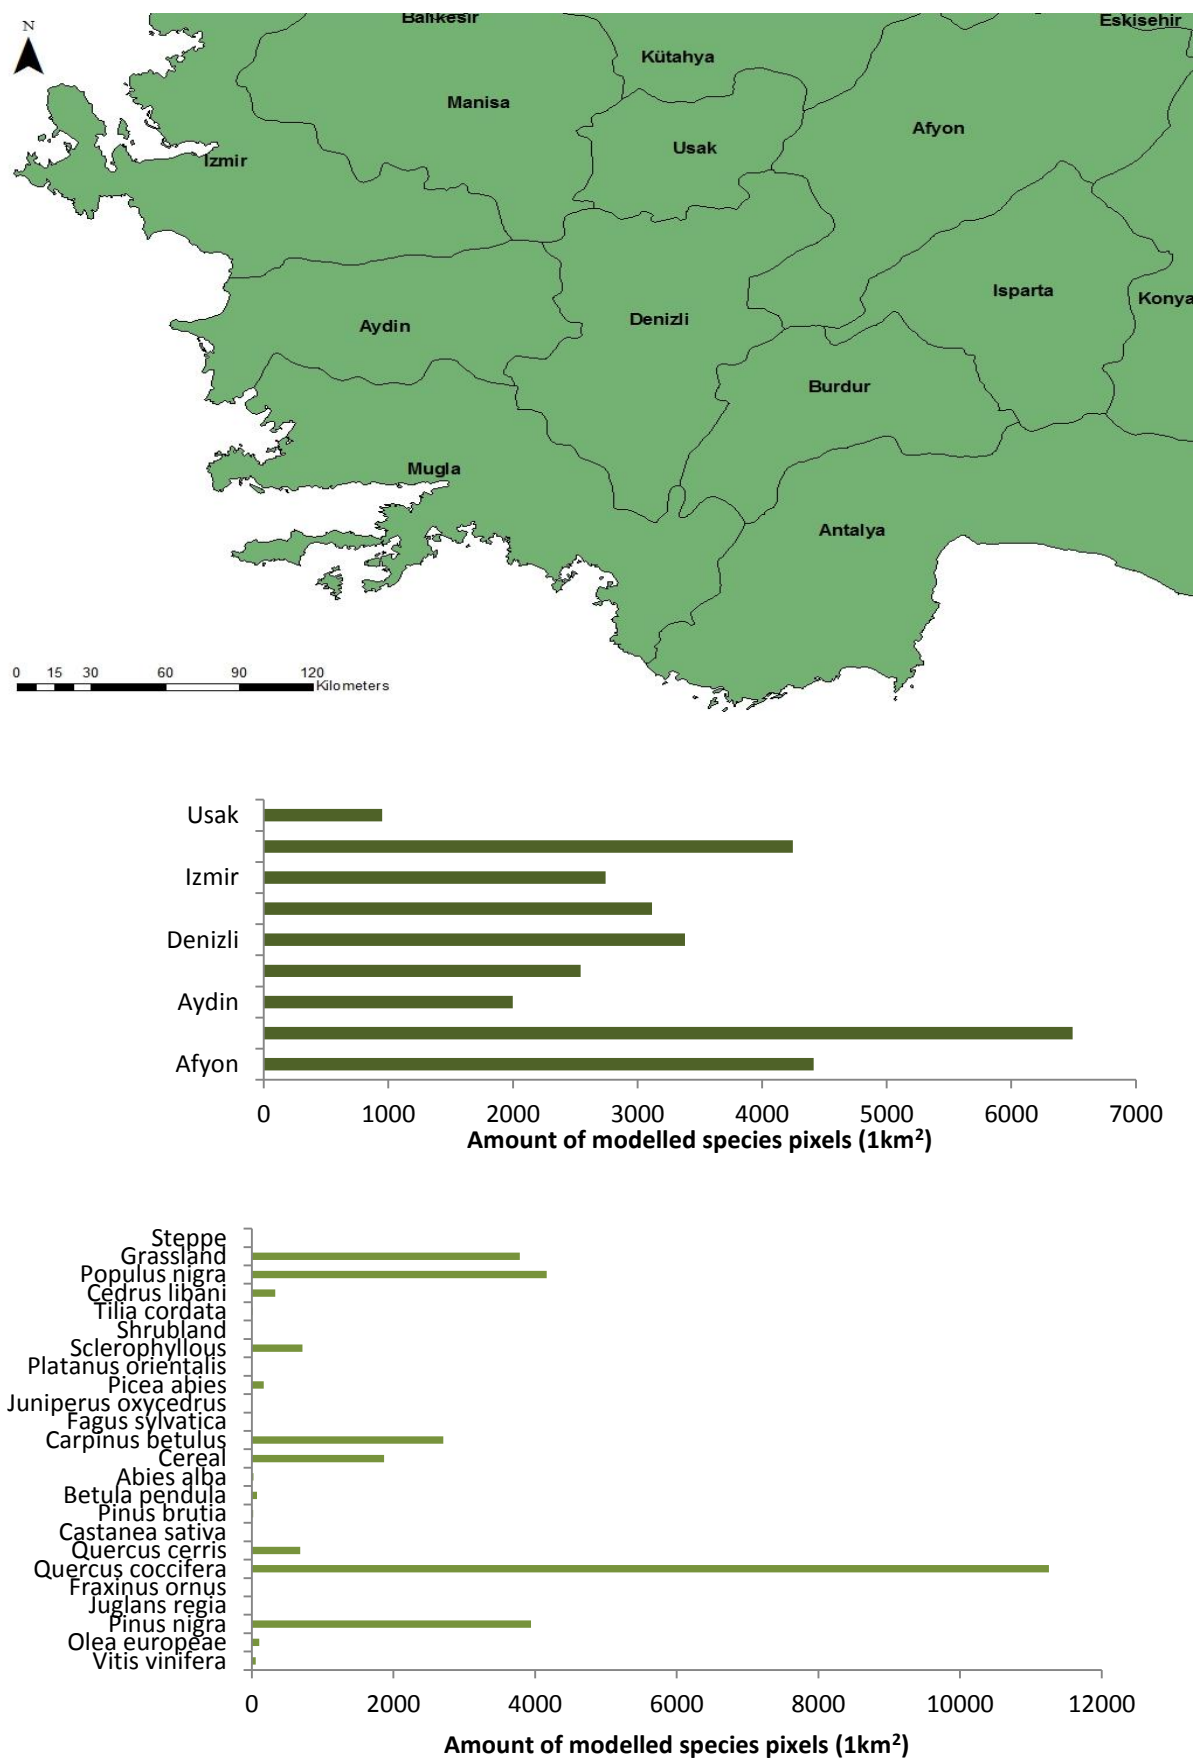 N
Balikesir
Eskisehir
Kütahya
Manisa
Afyon
Usak
Izmir
Isparta
Konya
Denizli
Aydin
Burdur
Mugla
Antalya
0 15 30 60 90 120
Kilometers
Usak
Izmir
Denizli
Aydin
Afyon
0 1000 2000 3000 4000 5000 6000 7000
Amount of modelled species pixels (1km²)
Steppe
Grassland
Populus nigra
Cedrus libani
Tilia cordata
Shrubland
Sclerophyllous
Platanus orientalis
Picea abies
Juniperus oxycedrus
Fagus sylvatica
Carpinus betulus
Cereal
Abies alba
Betula pendula
Pinus brutia
Castanea sativa
Quercus cerris
Quercus coccifera
Fraxinus ornus
Juglans regia
Pinus nigra
Olea europeae
Vitis vinifera
0 2000 4000 6000 8000 10000 12000
Amount of modelled species pixels (1km²)